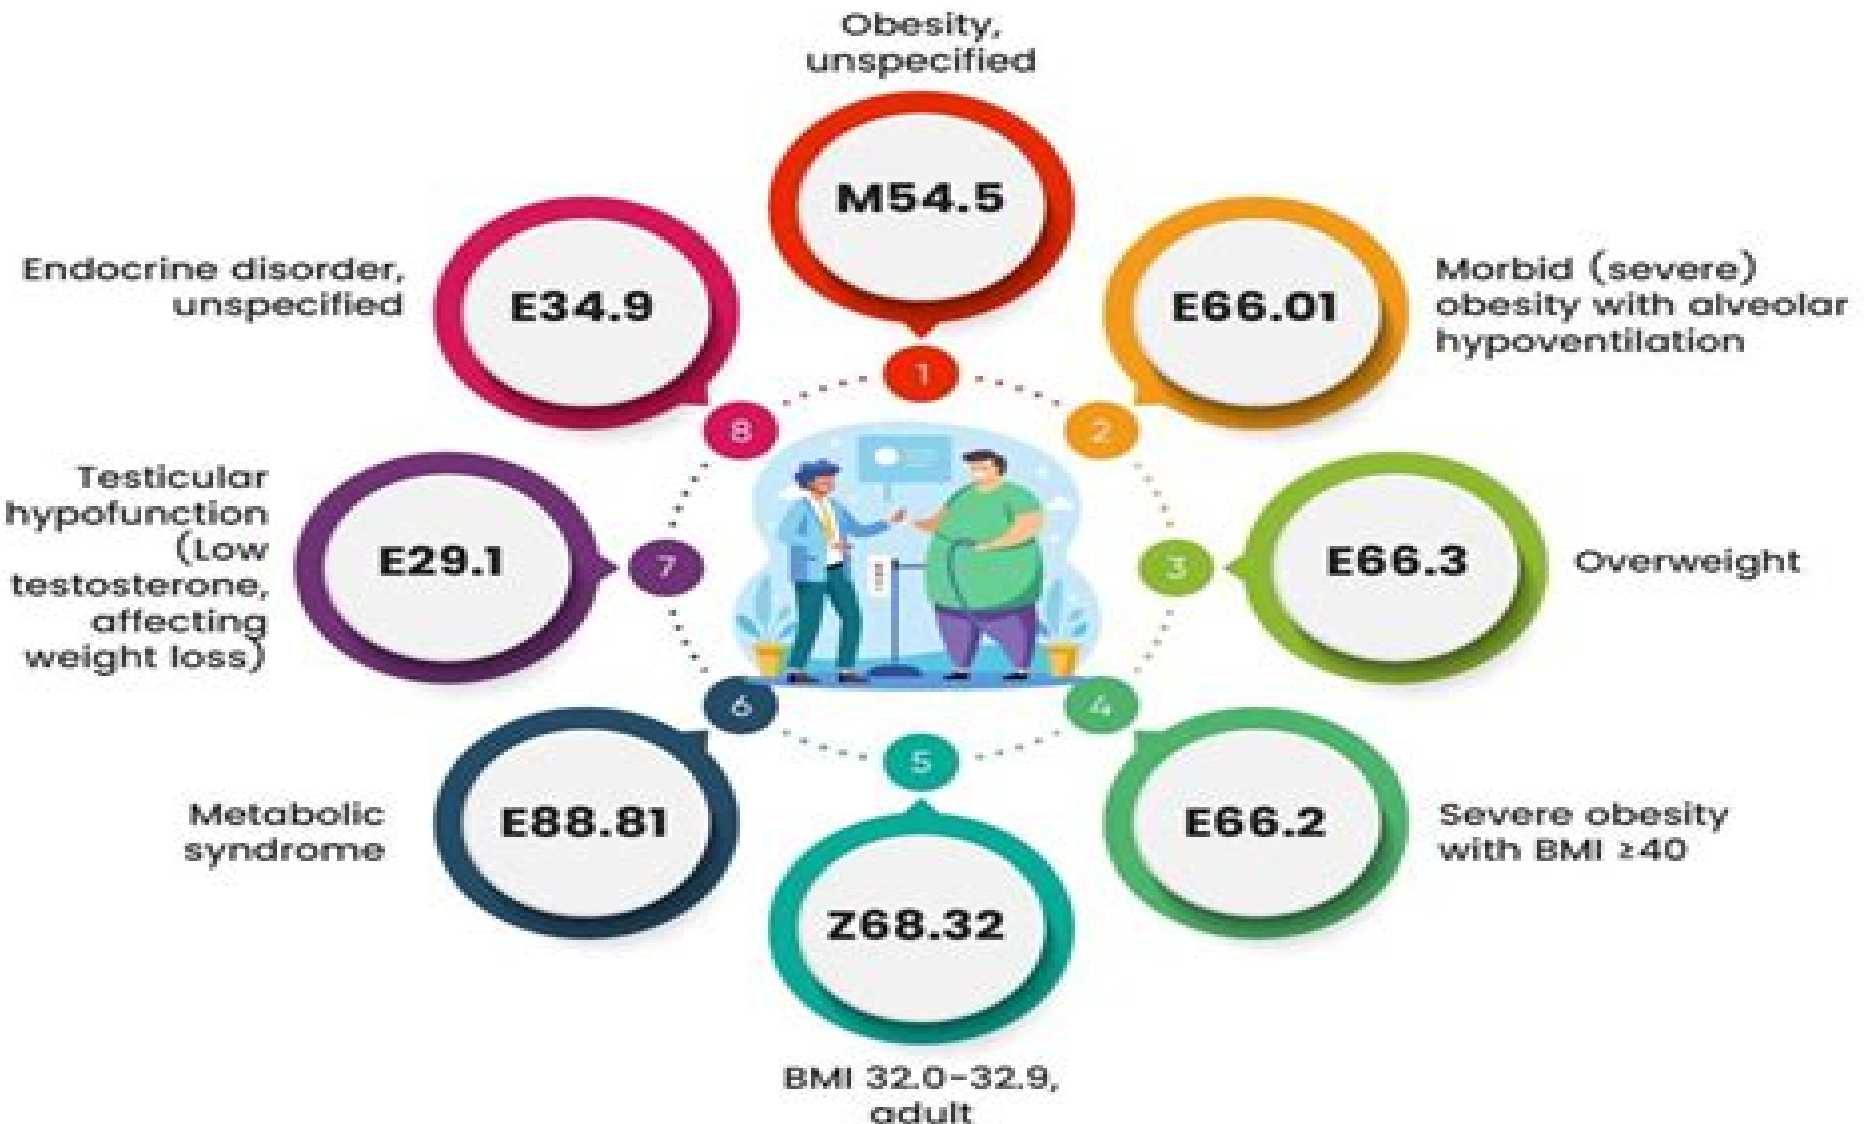 Obesity,
unspecified
M54.5
1
E66.01
Morbid (severe)
obesity with alveolar
hypoventilation
2
E66.3
Overweight
3
E66.2
Severe obesity
with BMI ≥40
4
5
Z68.32
BMI 32.0-32.9,
adult
6
E88.81
Metabolic
syndrome
7
E29.1
Testicular
hypofunction
(Low
testosterone,
affecting
weight loss)
8
E34.9
Endocrine disorder,
unspecified